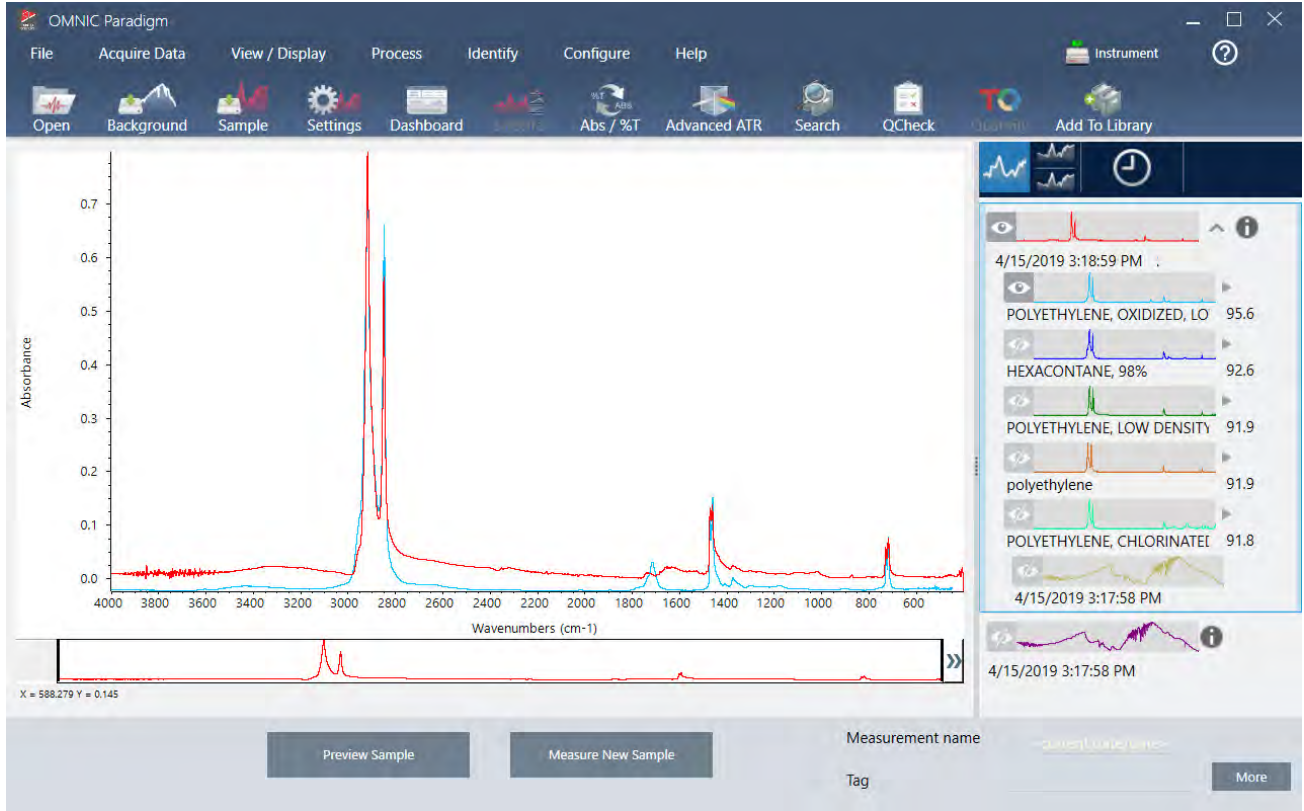 OMNIC Paradigm
File Acquire Data View / Display Process Identify Configure Help Instrument ?
Open Background Sample Settings Dashboard Abs / %T Advanced ATR Search QCheck Add To Library
%T ABS TQ
0.7
0.6
0.5
0.4
0.3
0.2
0.1
0.0
Absorbance
4000 3800 3600 3400 3200 3000 2800 2600 2400 2200 2000 1800 1600 1400 1200 1000 800 600
Wavenumbers (cm-1)
X = 588.279 Y = 0.145
4/15/2019 3:18:59 PM .
POLYETHYLENE, OXIDIZED, LO 95.6
HEXACONTANE, 98% 92.6
POLYETHYLENE, LOW DENSITY 91.9
polyethylene 91.9
POLYETHYLENE, CHLORINATED 91.8
4/15/2019 3:17:58 PM
4/15/2019 3:17:58 PM
Preview Sample Measure New Sample
Measurement name
Tag
More